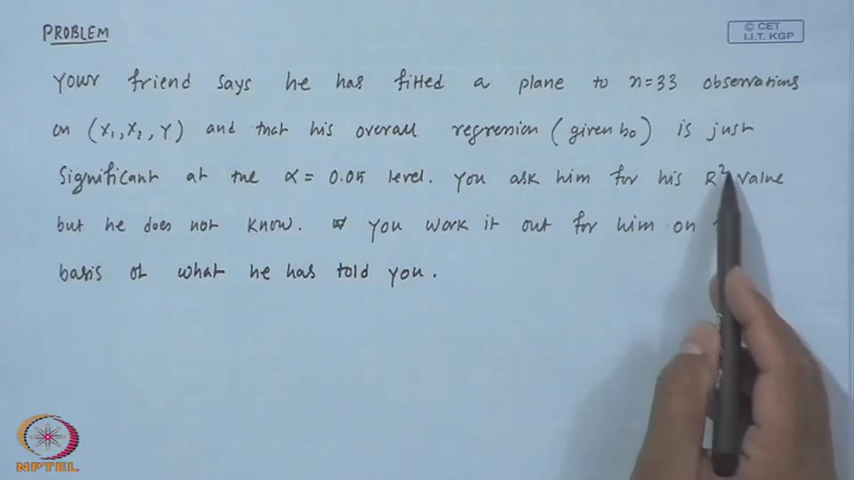 PROBLEM
© CET
I.I.T. KGP
Your friend says he has fitted a plane to n=33 observations
on (X1, X2, Y) and that his overall regression (given b0) is just
significant at the α = 0.05 level. You ask him for his R² value
but he does not know. You work it out for him on
basis of what he has told you.
NPTEL